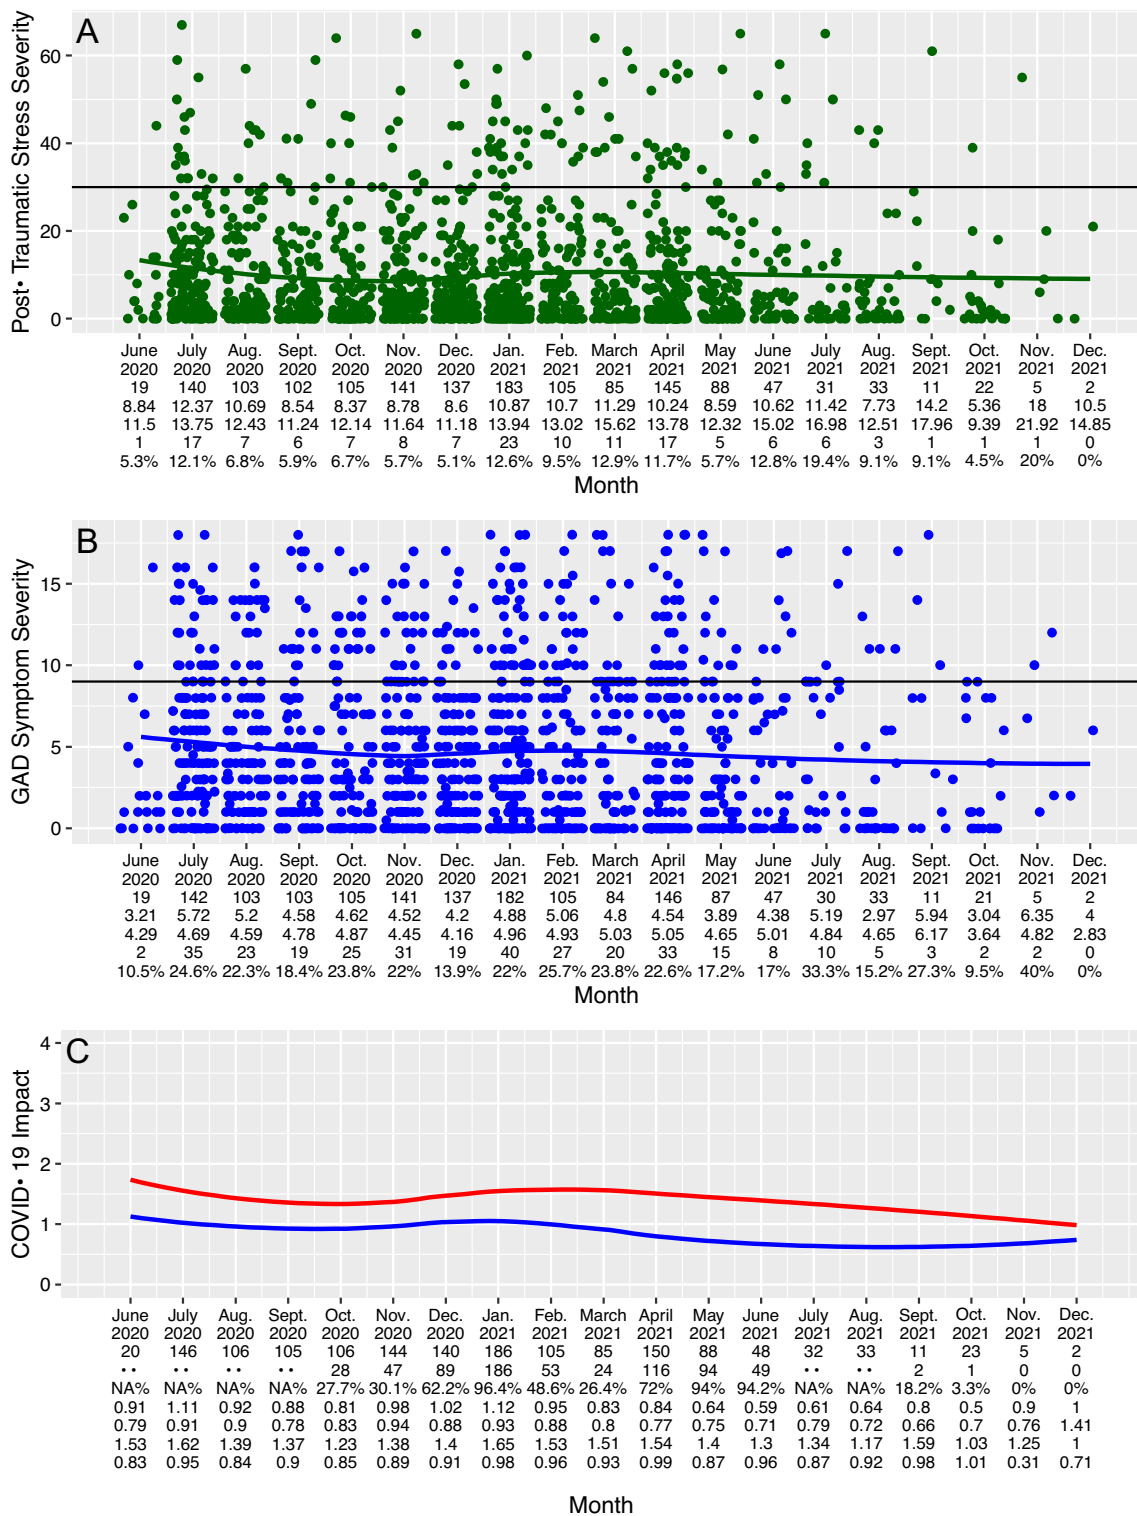 A
Post• Traumatic Stress Severity
60
40
20
0
June July Aug. Sept. Oct. Nov. Dec. Jan. Feb. March April May June July Aug. Sept. Oct. Nov. Dec.
2020 2020 2020 2020 2020 2020 2020 2021 2021 2021 2021 2021 2021 2021 2021 2021 2021 2021 2021
19 140 103 102 105 141 137 183 105 85 145 88 47 31 33 11 22 5 2
8.84 12.37 10.69 8.54 8.37 8.78 8.6 10.87 10.7 11.29 10.24 8.59 10.62 11.42 7.73 14.2 5.36 18 10.5
11.5 13.75 12.43 11.24 12.14 11.64 11.18 13.94 13.02 15.62 13.78 12.32 15.02 16.98 12.51 17.96 9.39 21.92 14.85
1 17 7 6 7 8 7 23 10 11 17 5 6 6 3 1 1 1 0
5.3% 12.1% 6.8% 5.9% 6.7% 5.7% 5.1% 12.6% 9.5% 12.9% 11.7% 5.7% 12.8% 19.4% 9.1% 9.1% 4.5% 20% 0%
Month
B
GAD Symptom Severity
15
10
5
0
June July Aug. Sept. Oct. Nov. Dec. Jan. Feb. March April May June July Aug. Sept. Oct. Nov. Dec.
2020 2020 2020 2020 2020 2020 2020 2021 2021 2021 2021 2021 2021 2021 2021 2021 2021 2021 2021
19 142 103 103 105 141 137 182 105 84 146 87 47 30 33 11 21 5 2
3.21 5.72 5.2 4.58 4.62 4.52 4.2 4.88 5.06 4.8 4.54 3.89 4.38 5.19 2.97 5.94 3.04 6.35 4
4.29 4.69 4.59 4.78 4.87 4.45 4.16 4.96 4.93 5.03 5.05 4.65 5.01 4.84 4.65 6.17 3.64 4.82 2.83
2 35 23 19 25 31 19 40 27 20 33 15 8 10 5 3 2 2 0
10.5% 24.6% 22.3% 18.4% 23.8% 22% 13.9% 22% 25.7% 23.8% 22.6% 17.2% 17% 33.3% 15.2% 27.3% 9.5% 40% 0%
Month
C
COVID• 19 Impact
4
3
2
1
0
June July Aug. Sept. Oct. Nov. Dec. Jan. Feb. March April May June July Aug. Sept. Oct. Nov. Dec.
2020 2020 2020 2020 2020 2020 2020 2021 2021 2021 2021 2021 2021 2021 2021 2021 2021 2021 2021
20 146 106 105 106 144 140 186 105 85 150 88 48 32 33 11 23 5 2
•• •• •• •• 28 47 89 186 53 24 116 94 49 •• •• 2 1 0 0
NA% NA% NA% NA% 27.7% 30.1% 62.2% 96.4% 48.6% 26.4% 72% 94% 94.2% NA% NA% 18.2% 3.3% 0% 0%
0.91 1.11 0.92 0.88 0.81 0.98 1.02 1.12 0.95 0.83 0.84 0.64 0.59 0.61 0.64 0.8 0.5 0.9 1
0.79 0.91 0.9 0.78 0.83 0.94 0.88 0.93 0.88 0.8 0.77 0.75 0.71 0.79 0.72 0.66 0.7 0.76 1.41
1.53 1.62 1.39 1.37 1.23 1.38 1.4 1.65 1.53 1.51 1.54 1.4 1.3 1.34 1.17 1.59 1.03 1.25 1
0.83 0.95 0.84 0.9 0.85 0.89 0.91 0.98 0.96 0.93 0.99 0.87 0.96 0.87 0.92 0.98 1.01 0.31 0.71
Month